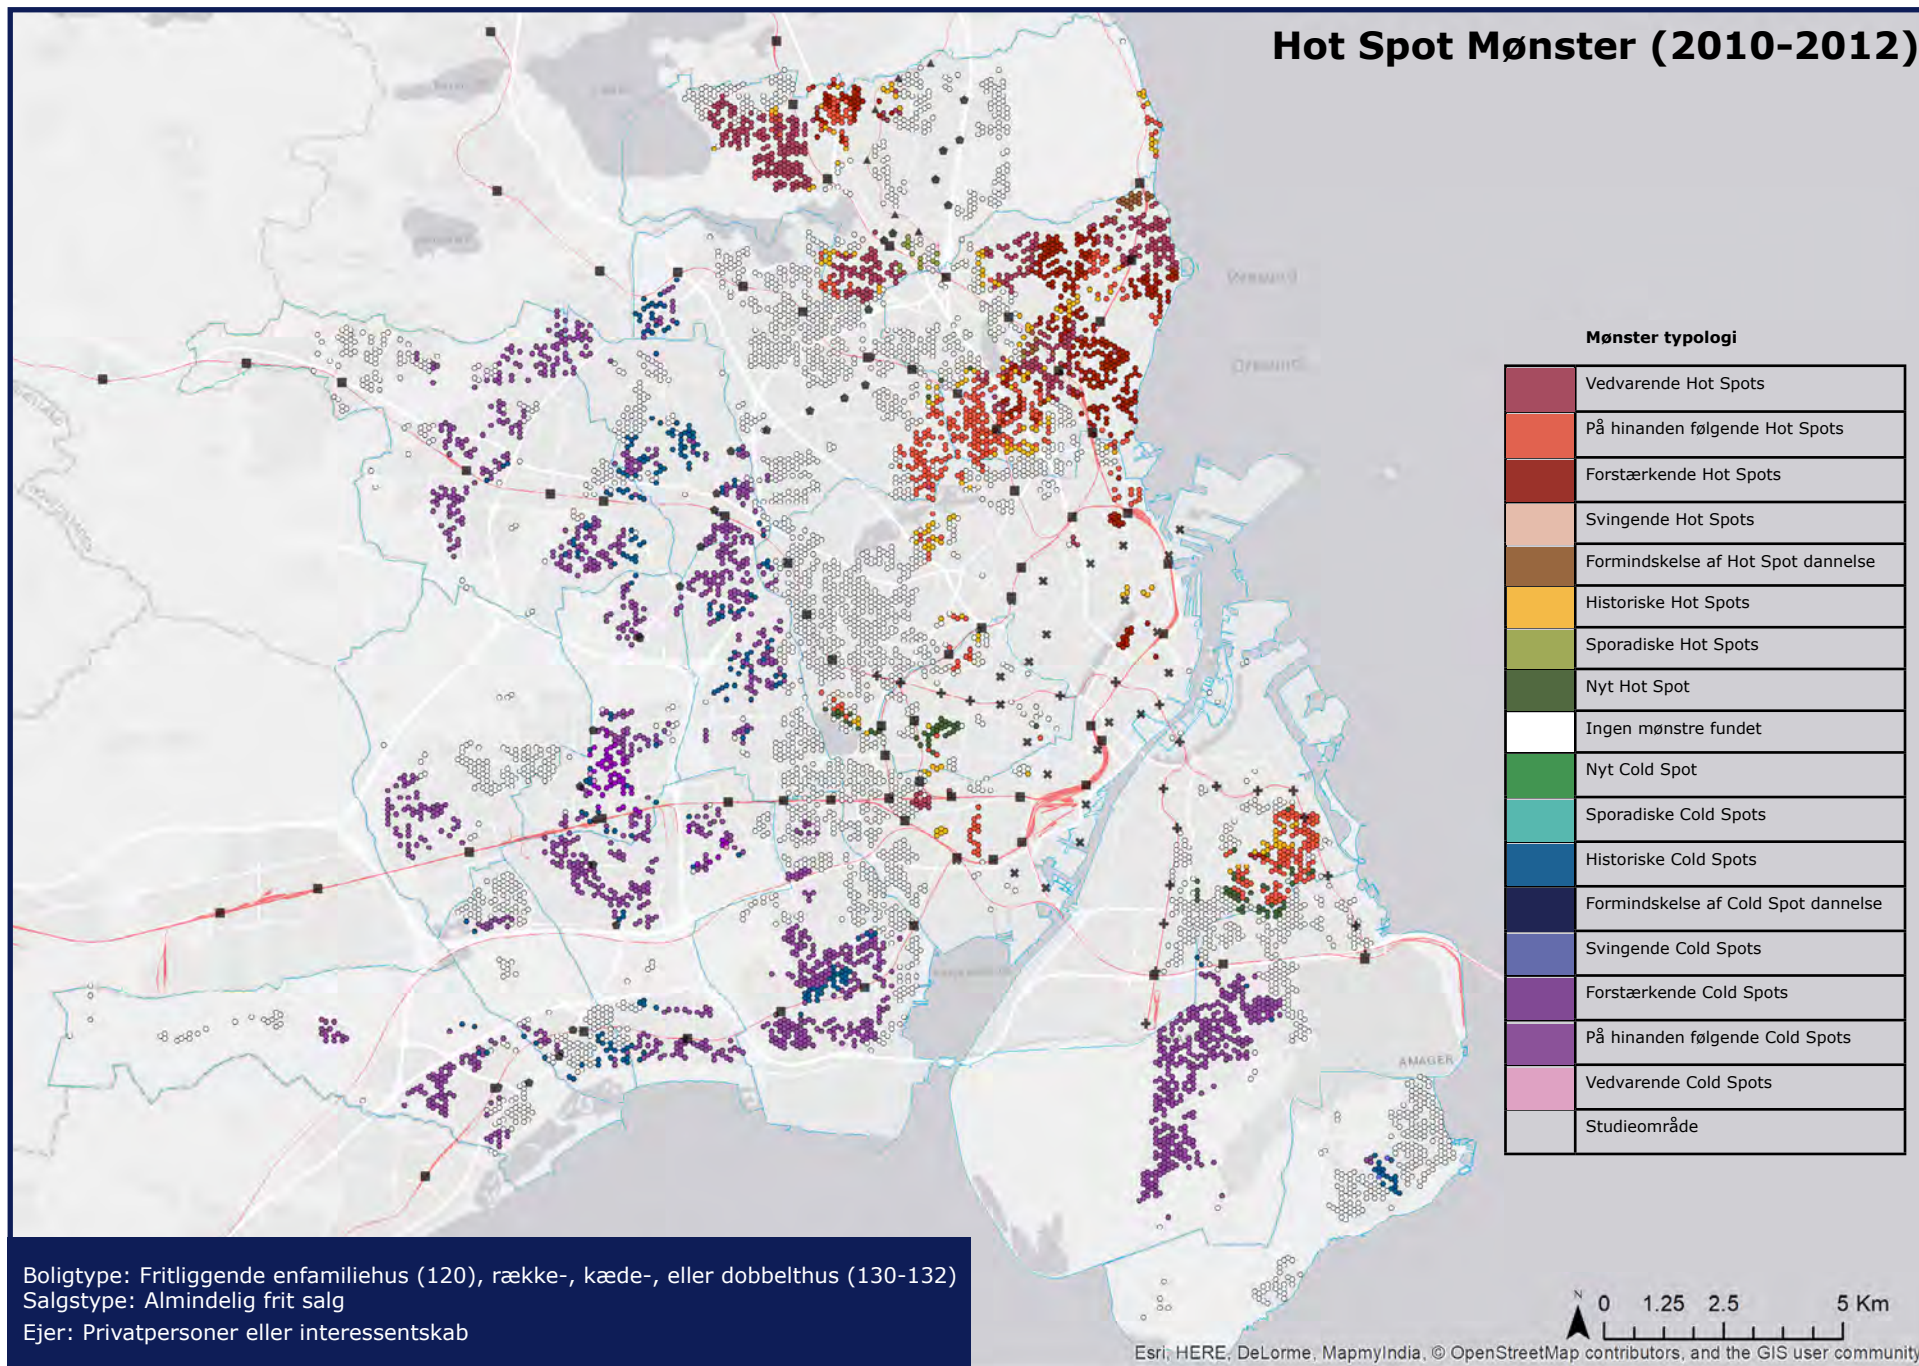 Hot Spot Mønster (2010-2012)
Øresund
Øresund
Mønster typologi
Vedvarende Hot Spots
På hinanden følgende Hot Spots
Forstærkende Hot Spots
Svingende Hot Spots
Formindskelse af Hot Spot dannelse
Historiske Hot Spots
Sporadiske Hot Spots
Nyt Hot Spot
Ingen mønstre fundet
Nyt Cold Spot
Sporadiske Cold Spots
Historiske Cold Spots
Formindskelse af Cold Spot dannelse
Svingende Cold Spots
Forstærkende Cold Spots
På hinanden følgende Cold Spots
Vedvarende Cold Spots
Studieområde
AMAGER
Boligtype: Fritliggende enfamiliehus (120), række-, kæde-, eller dobbelthus (130-132)
Salgstype: Almindelig frit salg
Ejer: Privatpersoner eller interessentskab
N
0 1.25 2.5 5 Km
Esri, HERE, DeLorme, MapmyIndia, © OpenStreetMap contributors, and the GIS user community